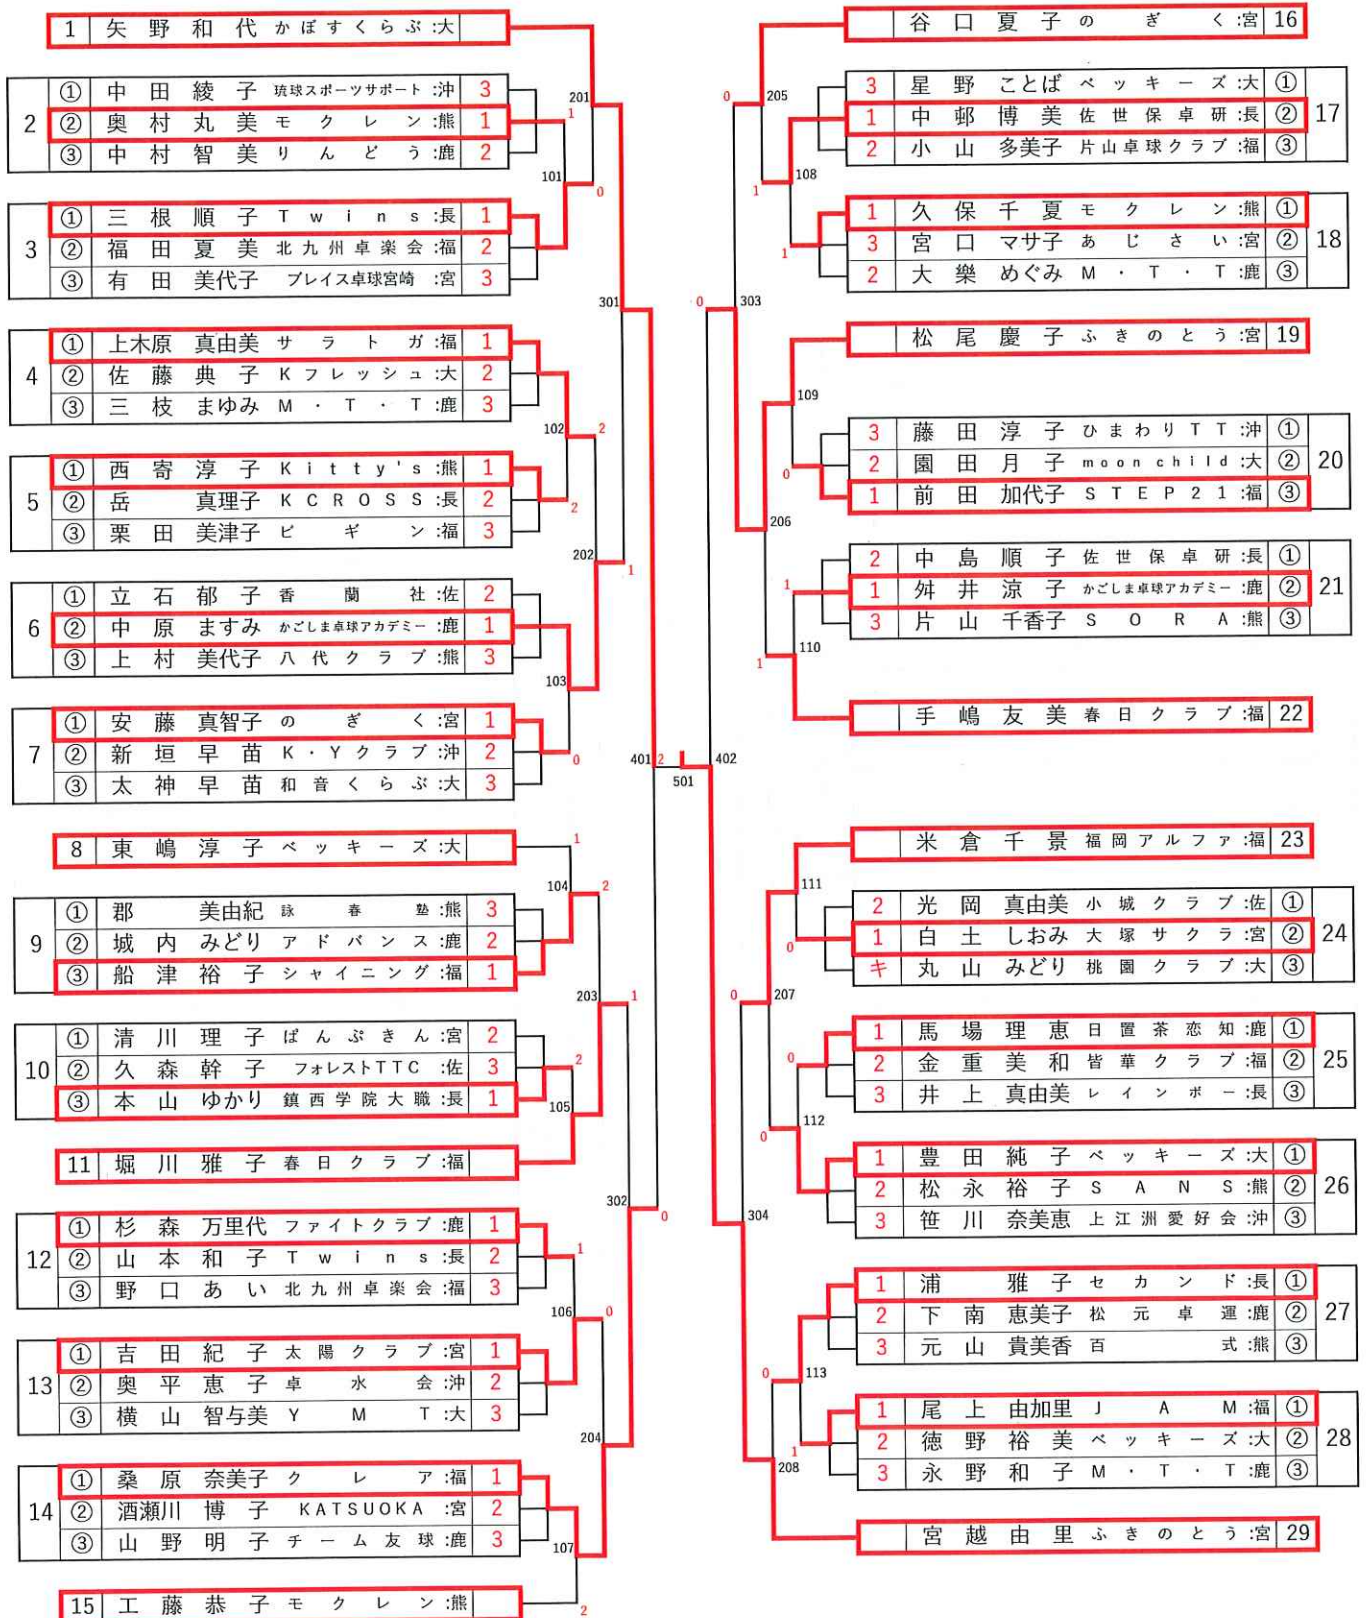 1 矢野和代 かぼすくらぶ:大
2
① 中田綾子 琉球スポーツサポート:沖 3
② 奥村丸美 モクレン:熊 1
③ 中村智美 りんどう:鹿 2
3
① 三根順子 Twins:長 1
② 福田夏美 北九州卓楽会:福 2
③ 有田美代子 ブレイス卓球宮崎:宮 3
4
① 上木原真由美 サラトガ:福 1
② 佐藤典子 Kフレッシュ:大 2
③ 三枝まゆみ M・T・T:鹿 3
5
① 西寄淳子 Kitty's:熊 1
② 岳真理子 KCROSS:長 2
③ 栗田美津子 ビギン:福 3
6
① 立石郁子 香蘭社:佐 2
② 中原ますみ かごしま卓球アカデミー:鹿 1
③ 上村美代子 八代クラブ:熊 3
7
① 安藤真智子 のぎく:宮 1
② 新垣早苗 K・Yクラブ:沖 2
③ 太神早苗 和音くらぶ:大 3
8 東嶋淳子 ベッキーズ:大
9
① 郡美由紀 詠春塾:熊 3
② 城内みどり アドバンス:鹿 2
③ 船津裕子 シャイニング:福 1
10
① 清川理子 ぱんぷきん:宮 2
② 久森幹子 フォレストTTC:佐 3
③ 本山ゆかり 鎮西学院大職:長 1
11 堀川雅子 春日クラブ:福
12
① 杉森万里代 ファイトクラブ:鹿 1
② 山本和子 Twins:長 2
③ 野口あい 北九州卓楽会:福 3
13
① 吉田紀子 太陽クラブ:宮 1
② 奥平恵子 卓水会:沖 2
③ 横山智与美 YMT:大 3
14
① 桑原奈美子 クレア:福 1
② 酒瀬川博子 KATSUOKA:宮 2
③ 山野明子 チーム友球:鹿 3
15 工藤恭子 モクレン:熊
201
1
101
0
301
102
2
2
202
1
103
0
401
2
501
1
104
2
203
1
2
105
302
0
1
106
0
204
107
2
谷口夏子 のぎく:宮 16
3 星野ことば ベッキーズ:大 ①
1 中邨博美 佐世保卓研:長 ②
2 小山多美子 片山卓球クラブ:福 ③
17
1 久保千夏 モクレン:熊 ①
3 宮口マサ子 あじさい:宮 ②
2 大樂めぐみ M・T・T:鹿 ③
18
松尾慶子 ふきのとう:宮 19
3 藤田淳子 ひまわりTT:沖 ①
2 園田月子 moon child:大 ②
1 前田加代子 STEP21:福 ③
20
2 中島順子 佐世保卓研:長 ①
1 舛井涼子 かごしま卓球アカデミー:鹿 ②
3 片山千香子 SORA:熊 ③
21
手嶋友美 春日クラブ:福 22
米倉千景 福岡アルファ:福 23
2 光岡真由美 小城クラブ:佐 ①
1 白土しおみ 大塚サクラ:宮 ②
キ 丸山みどり 桃園クラブ:大 ③
24
1 馬場理恵 日置茶恋知:鹿 ①
2 金重美和 皆華クラブ:福 ②
3 井上真由美 レインボー:長 ③
25
1 豊田純子 ベッキーズ:大 ①
2 松永裕子 SANS:熊 ②
3 笹川奈美恵 上江洲愛好会:沖 ③
26
1 浦雅子 セカンド:長 ①
2 下南恵美子 松元卓運:鹿 ②
3 元山貴美香 百式:熊 ③
27
1 尾上由加里 JAM:福 ①
2 徳野裕美 ベッキーズ:大 ②
3 永野和子 M・T・T:鹿 ③
28
宮越由里 ふきのとう:宮 29
0
205
108
1
1
0
303
109
0
206
1
110
1
402
111
0
0
207
0
112
0
304
0
113
1
208